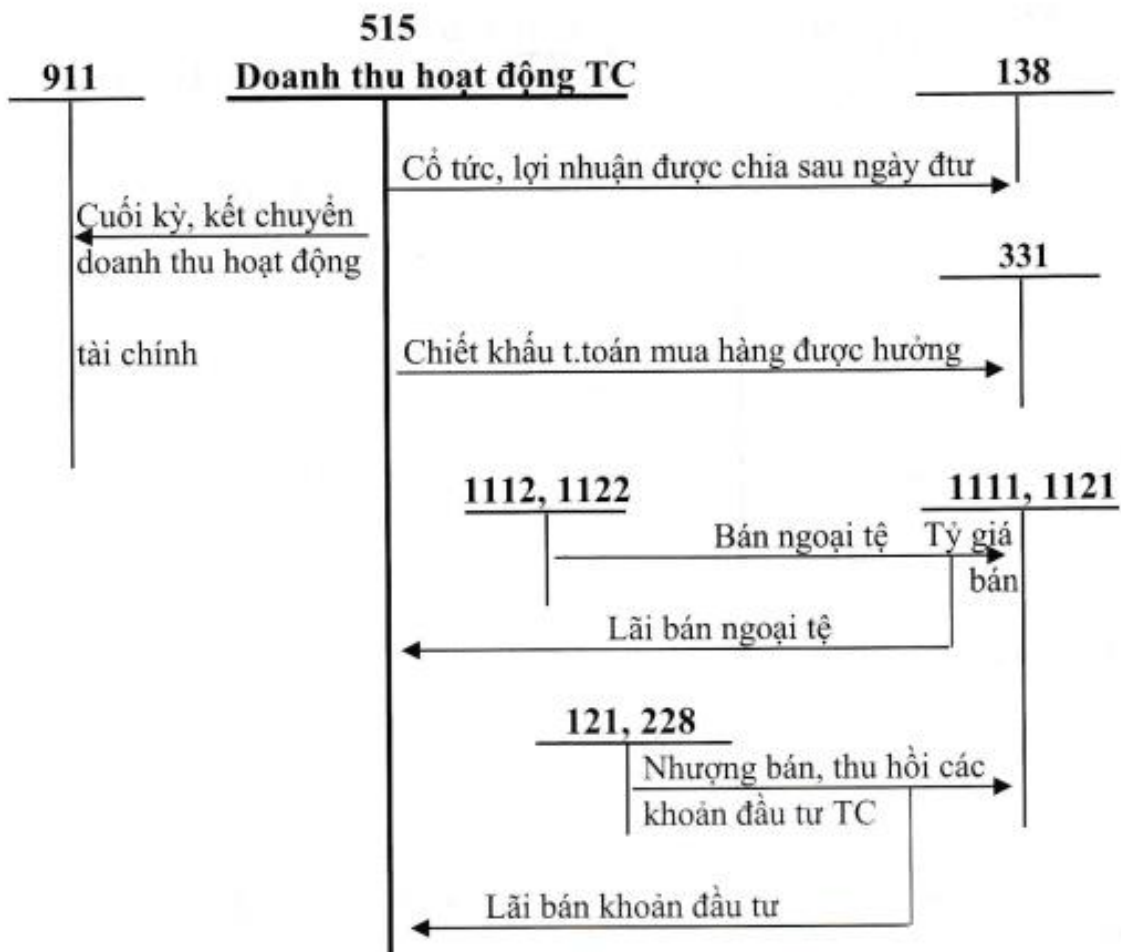 515
911
Doanh thu hoạt động TC
138
Cổ tức, lợi nhuận được chia sau ngày đtư
Cuối kỳ, kết chuyển
doanh thu hoạt động
331
tài chính
Chiết khấu t.toán mua hàng được hưởng
1112, 1122
1111, 1121
Bán ngoại tệ
Tỷ giá
bán
Lãi bán ngoại tệ
121, 228
Nhượng bán, thu hồi các
khoản đầu tư TC
Lãi bán khoản đầu tư